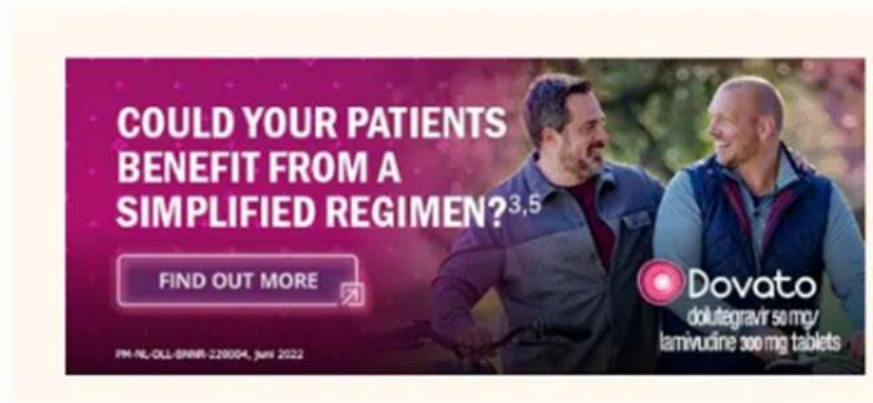 COULD YOUR PATIENTS
BENEFIT FROM A
SIMPLIFIED REGIMEN?3,5
FIND OUT MORE
Dovato
dolutegravir 50 mg/
lamivudine 300 mg tablets
PM-NL-DLL-BNNR-220004, juni 2022